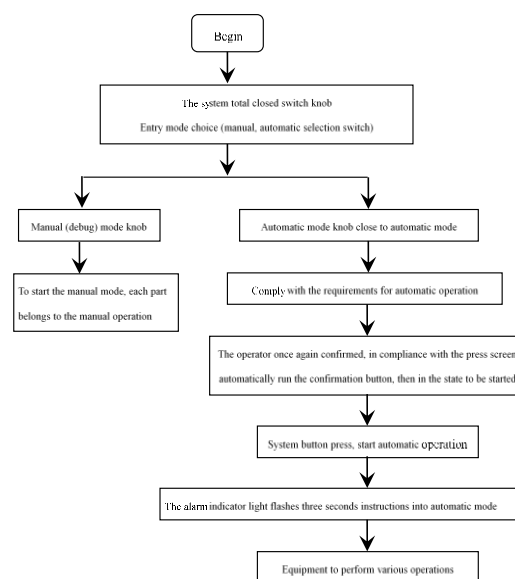 Begin
The system total closed switch knob
Entry mode choice (manual, automatic selection switch)
Manual (debug) mode knob
Automatic mode knob close to automatic mode
To start the manual mode, each part
belongs to the manual operation
Comply with the requirements for automatic operation
The operator once again confirmed, in compliance with the press screen
automatically run the confirmation button, then in the state to be started
System button press, start automatic operation
The alarm indicator light flashes three seconds instructions into automatic mode
Equipment to perform various operations